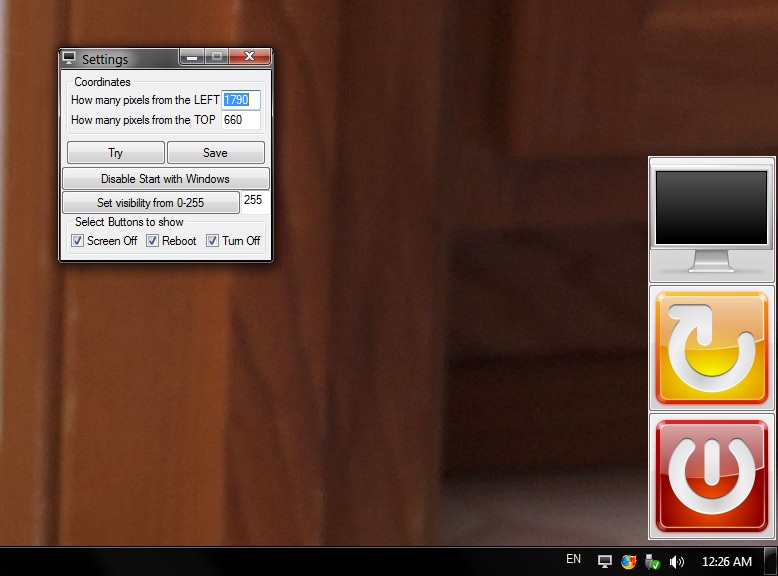 Settings
Coordinates
How many pixels from the LEFT 1790
How many pixels from the TOP 660
Try Save
Disable Start with Windows
Set visibility from 0-255 255
Select Buttons to show
Screen Off Reboot Turn Off
EN 12:26 AM